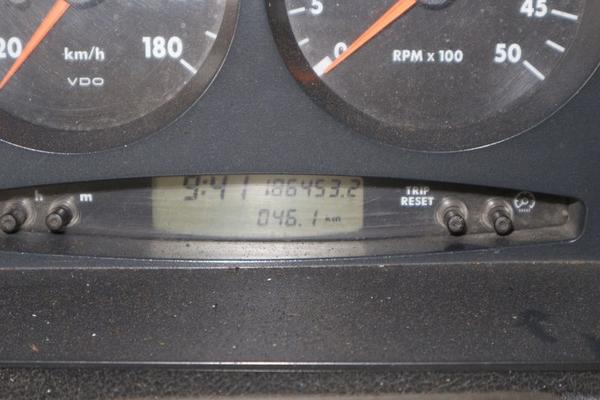 5 45
20 km/h 180 0 RPM x 100 50
VDO
h m 9:41 186453.2 TRIP
RESET
046.1 km